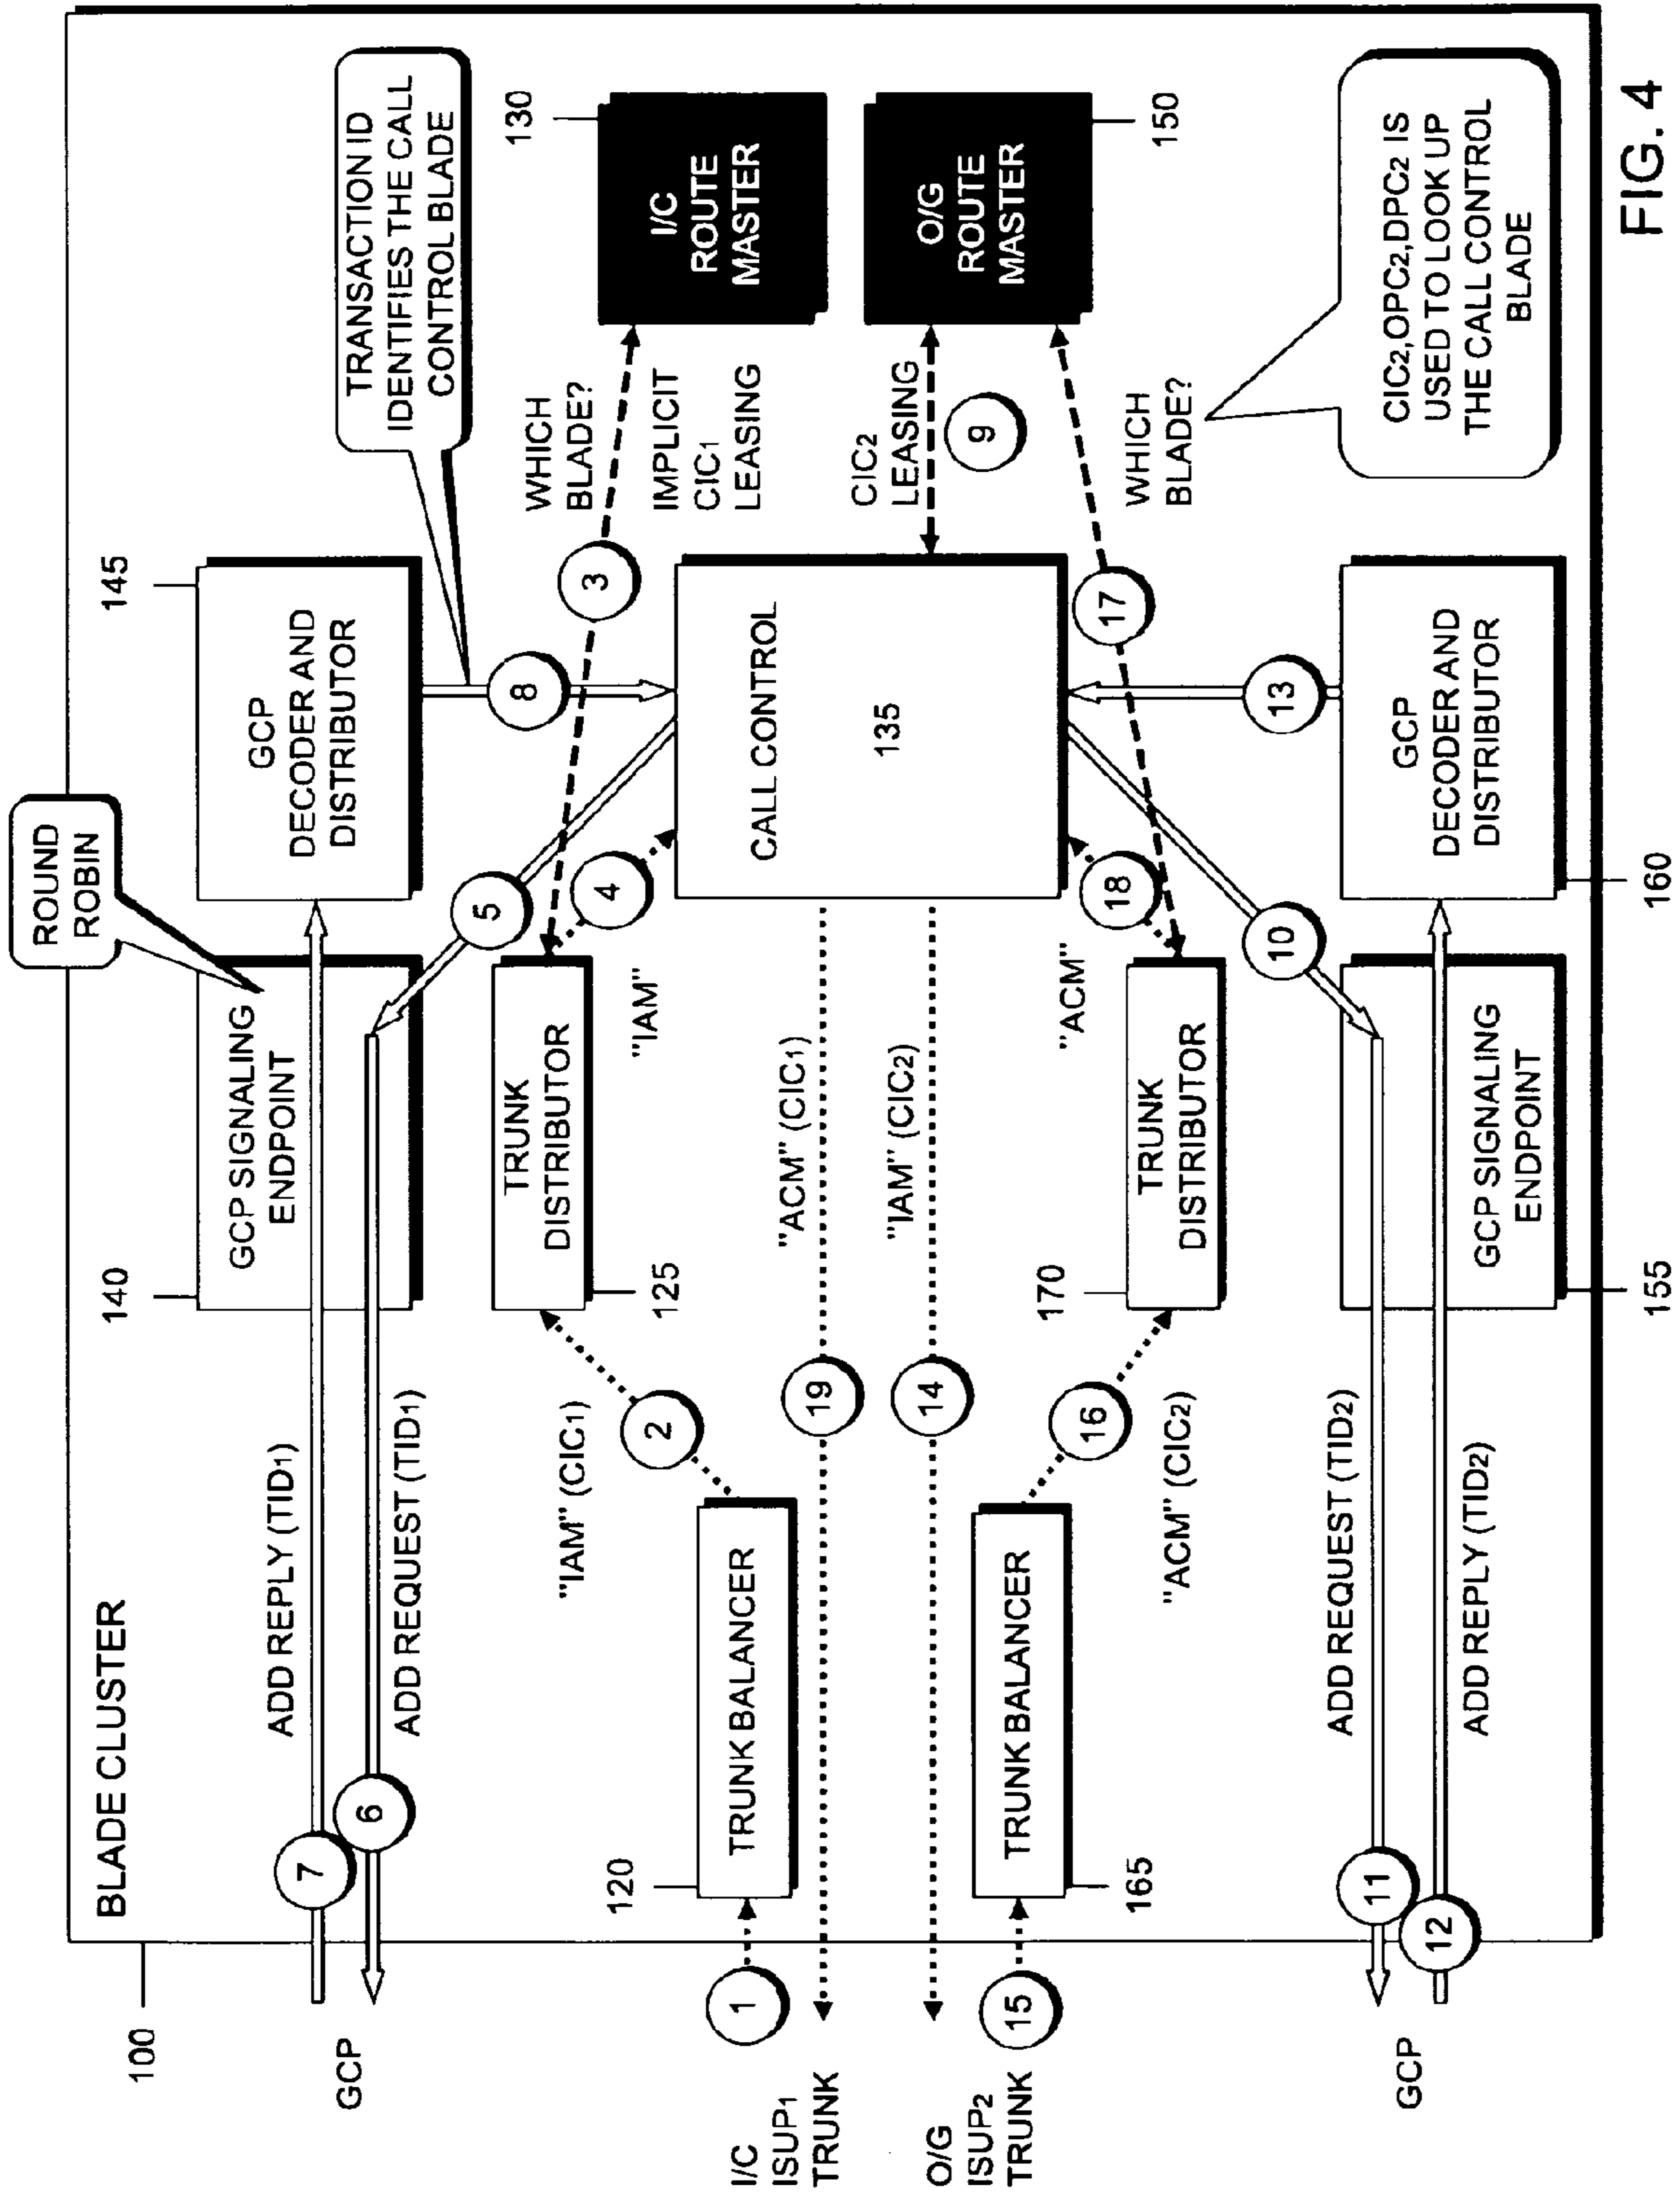 BLADE CLUSTER
100
ROUND
ROBIN
TRANSACTION ID
IDENTIFIES THE CALL
CONTROL BLADE
140
145
130
GCP SIGNALING
ENDPOINT
GCP
DECODER AND
DISTRIBUTOR
GCP
7
6
ADD REPLY (TID1)
ADD REQUEST (TID1)
5
8
WHICH
BLADE?
3
IMPLICIT
CIC1
LEASING
I/C
ROUTE
MASTER
TRUNK
DISTRIBUTOR
125
"IAM"
4
"IAM" (CIC1)
2
120
TRUNK BALANCER
I/C
ISUP1
TRUNK
1
19
"ACM" (CIC1)
CALL CONTROL
135
CIC2
LEASING
9
O/G
ROUTE
MASTER
150
14
"IAM" (CIC2)
O/G
ISUP2
TRUNK
15
TRUNK BALANCER
165
16
"ACM" (CIC2)
170
TRUNK
DISTRIBUTOR
"ACM"
18
17
WHICH
BLADE?
10
13
ADD REQUEST (TID2)
ADD REPLY (TID2)
GCP
11
12
GCP SIGNALING
ENDPOINT
155
GCP
DECODER AND
DISTRIBUTOR
160
CIC2,OPC2,DPC2 IS
USED TO LOOK UP
THE CALL CONTROL
BLADE
FIG. 4